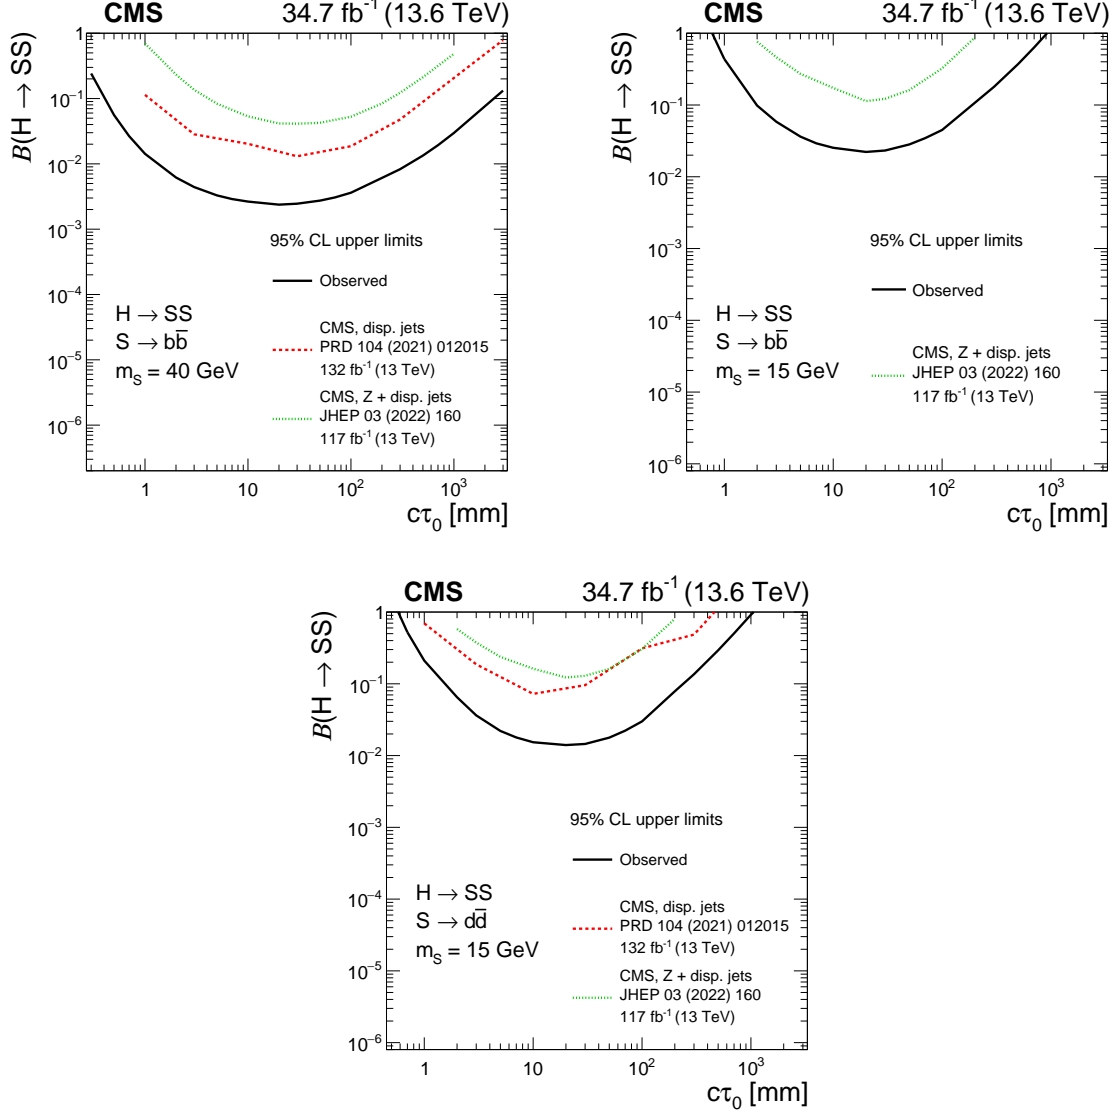 CMS 34.7 fb⁻¹ (13.6 TeV)
B(H → SS)
1
10⁻¹
10⁻²
10⁻³
10⁻⁴
10⁻⁵
10⁻⁶
95% CL upper limits
Observed
CMS, disp. jets
PRD 104 (2021) 012015
132 fb⁻¹ (13 TeV)
CMS, Z + disp. jets
JHEP 03 (2022) 160
117 fb⁻¹ (13 TeV)
H → SS
S → bb̅
m_S = 40 GeV
1 10 10² 10³
cτ₀ [mm]
CMS 34.7 fb⁻¹ (13.6 TeV)
B(H → SS)
1
10⁻¹
10⁻²
10⁻³
10⁻⁴
10⁻⁵
10⁻⁶
95% CL upper limits
Observed
CMS, Z + disp. jets
JHEP 03 (2022) 160
117 fb⁻¹ (13 TeV)
H → SS
S → bb̅
m_S = 15 GeV
1 10 10² 10³
cτ₀ [mm]
CMS 34.7 fb⁻¹ (13.6 TeV)
B(H → SS)
1
10⁻¹
10⁻²
10⁻³
10⁻⁴
10⁻⁵
10⁻⁶
95% CL upper limits
Observed
CMS, disp. jets
PRD 104 (2021) 012015
132 fb⁻¹ (13 TeV)
CMS, Z + disp. jets
JHEP 03 (2022) 160
117 fb⁻¹ (13 TeV)
H → SS
S → dd̅
m_S = 15 GeV
1 10 10² 10³
cτ₀ [mm]